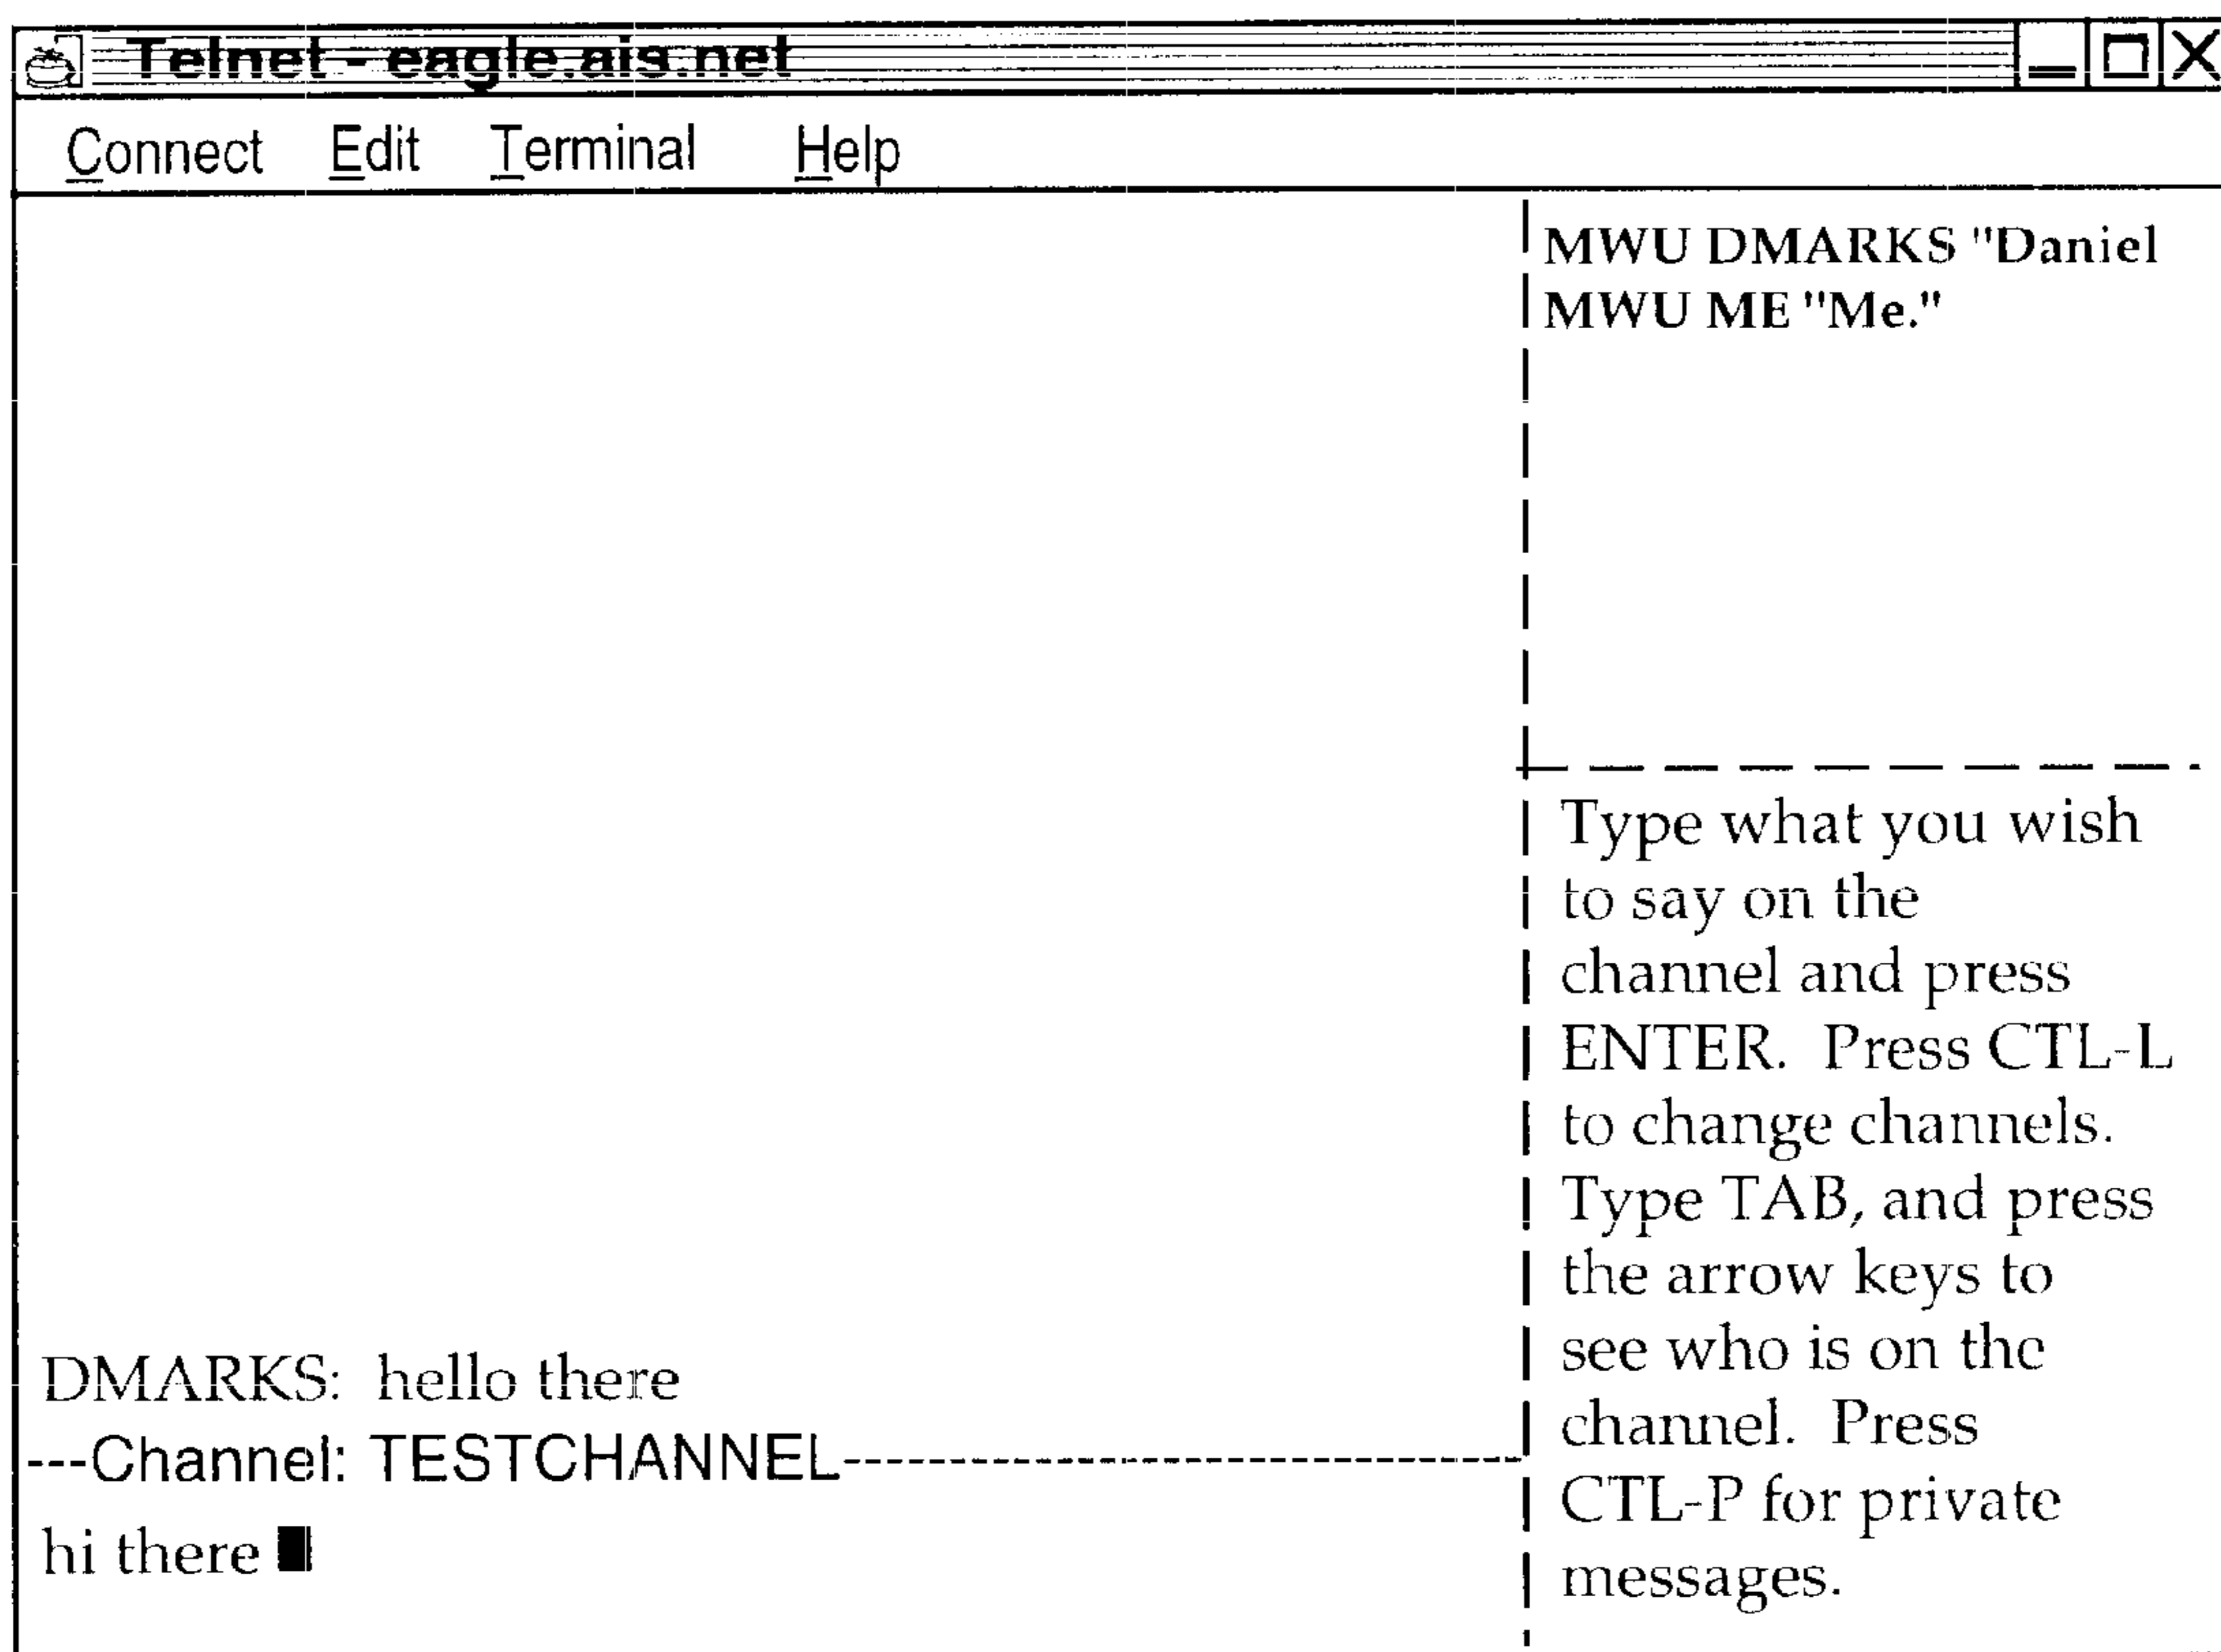 Telnet - eagle.ais.net
Connect Edit Terminal Help
MWU DMARKS "Daniel
MWU ME "Me."
Type what you wish
to say on the
channel and press
ENTER. Press CTL-L
to change channels.
Type TAB, and press
the arrow keys to
see who is on the
channel. Press
CTL-P for private
messages.
DMARKS: hello there
---Channel: TESTCHANNEL-----------------------------------
hi there